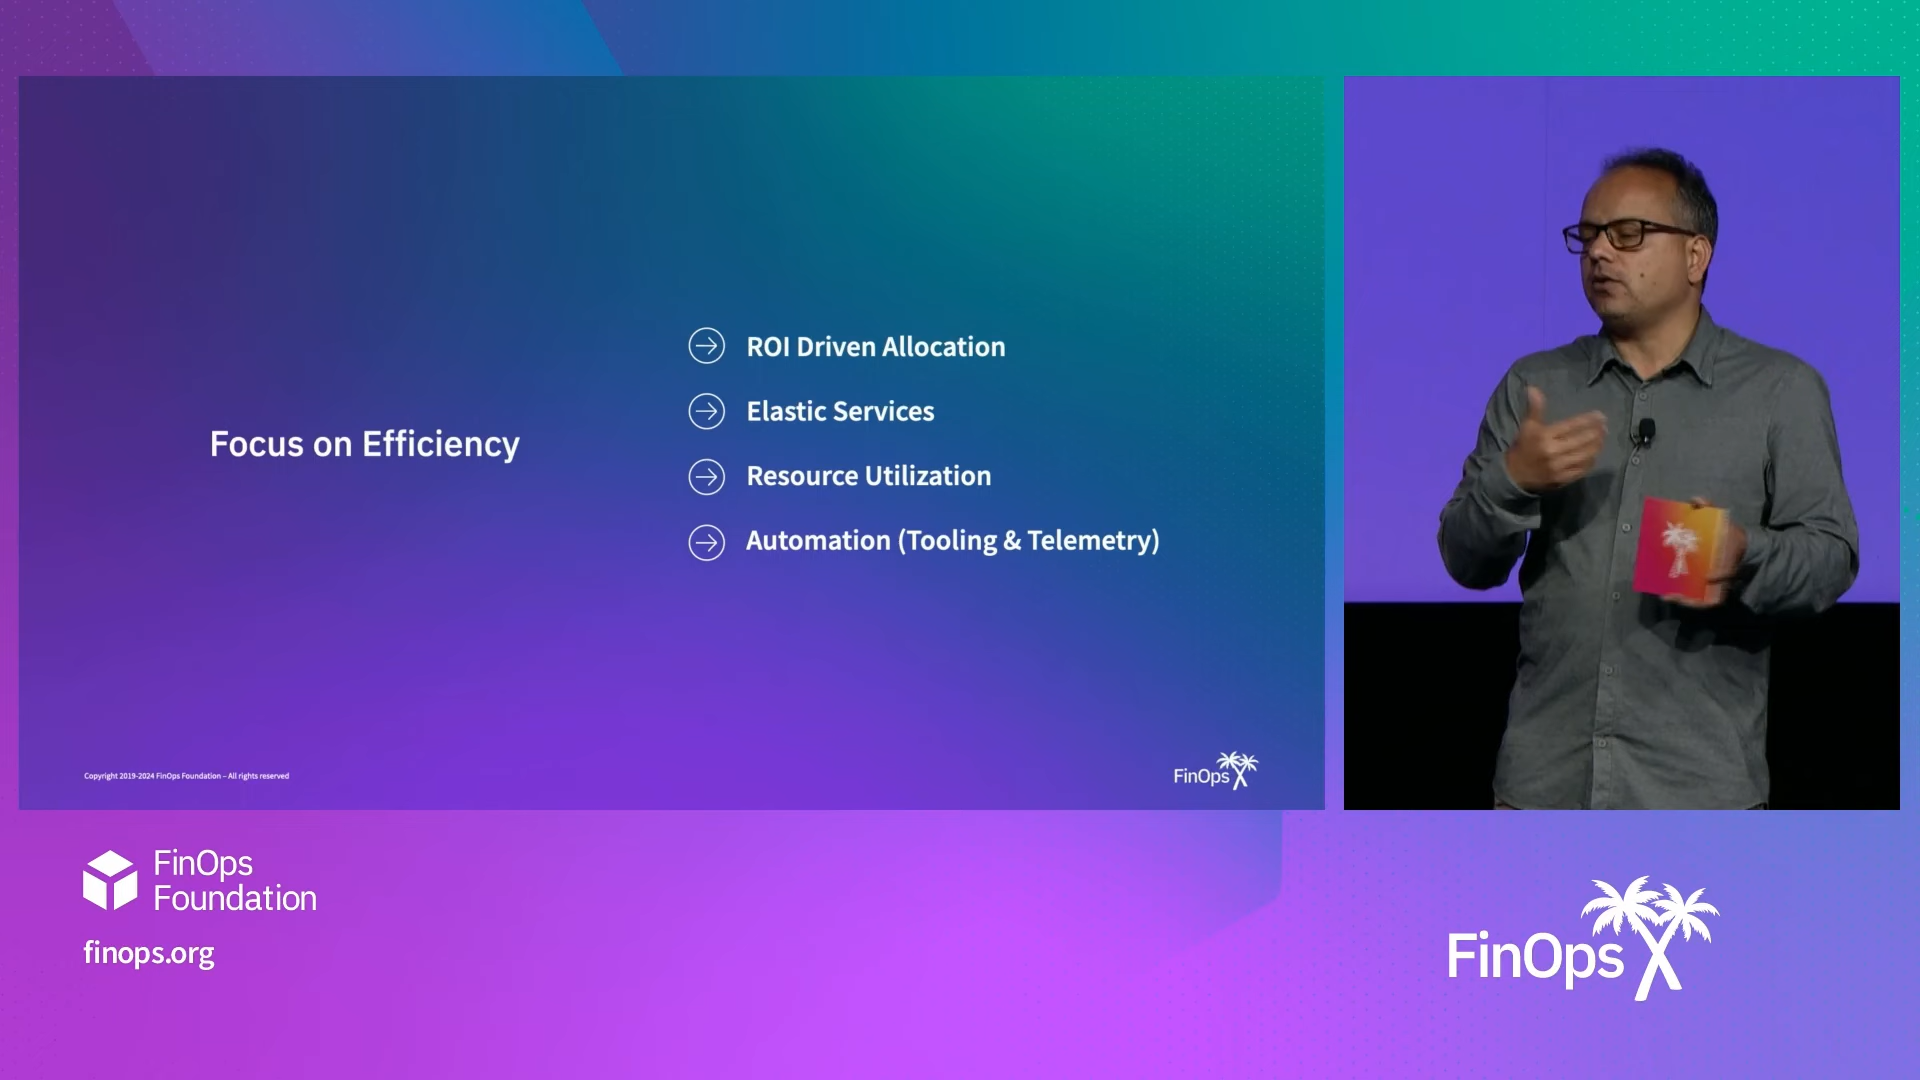 Focus on Efficiency
ROI Driven Allocation
Elastic Services
Resource Utilization
Automation (Tooling & Telemetry)
Copyright 2019-2024 FinOps Foundation – All rights reserved
FinOps X
FinOps
Foundation
finops.org
FinOps X